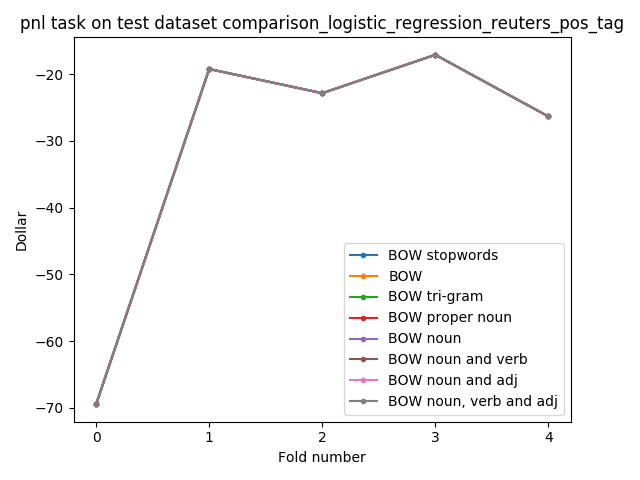 pnl task on test dataset comparison_logistic_regression_reuters_pos_tag
−20
−30
−40
−50
−60
−70
Dollar
BOW stopwords
BOW
BOW tri-gram
BOW proper noun
BOW noun
BOW noun and verb
BOW noun and adj
BOW noun, verb and adj
0 1 2 3 4
Fold number